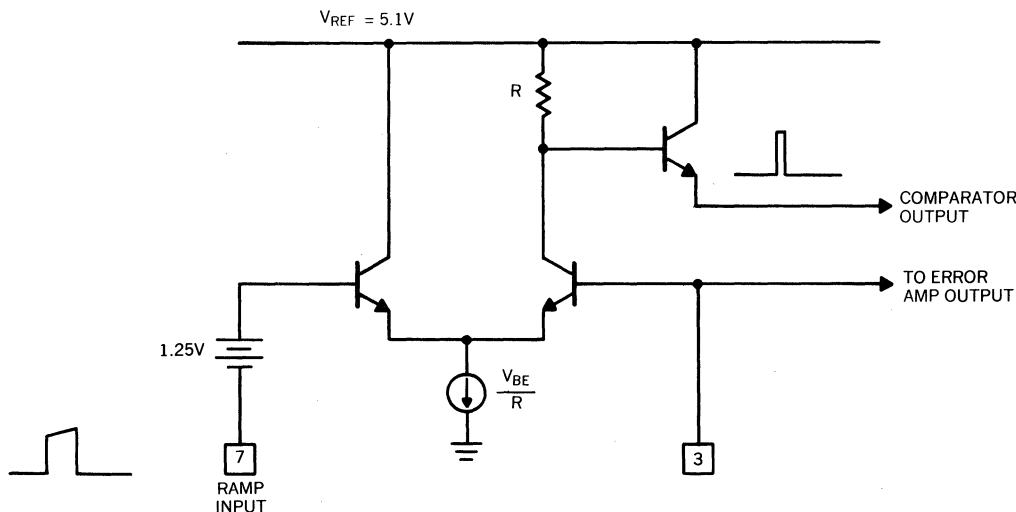 VREF = 5.1V
R
COMPARATOR
OUTPUT
TO ERROR
AMP OUTPUT
1.25V
VBE
R
7
3
RAMP
INPUT